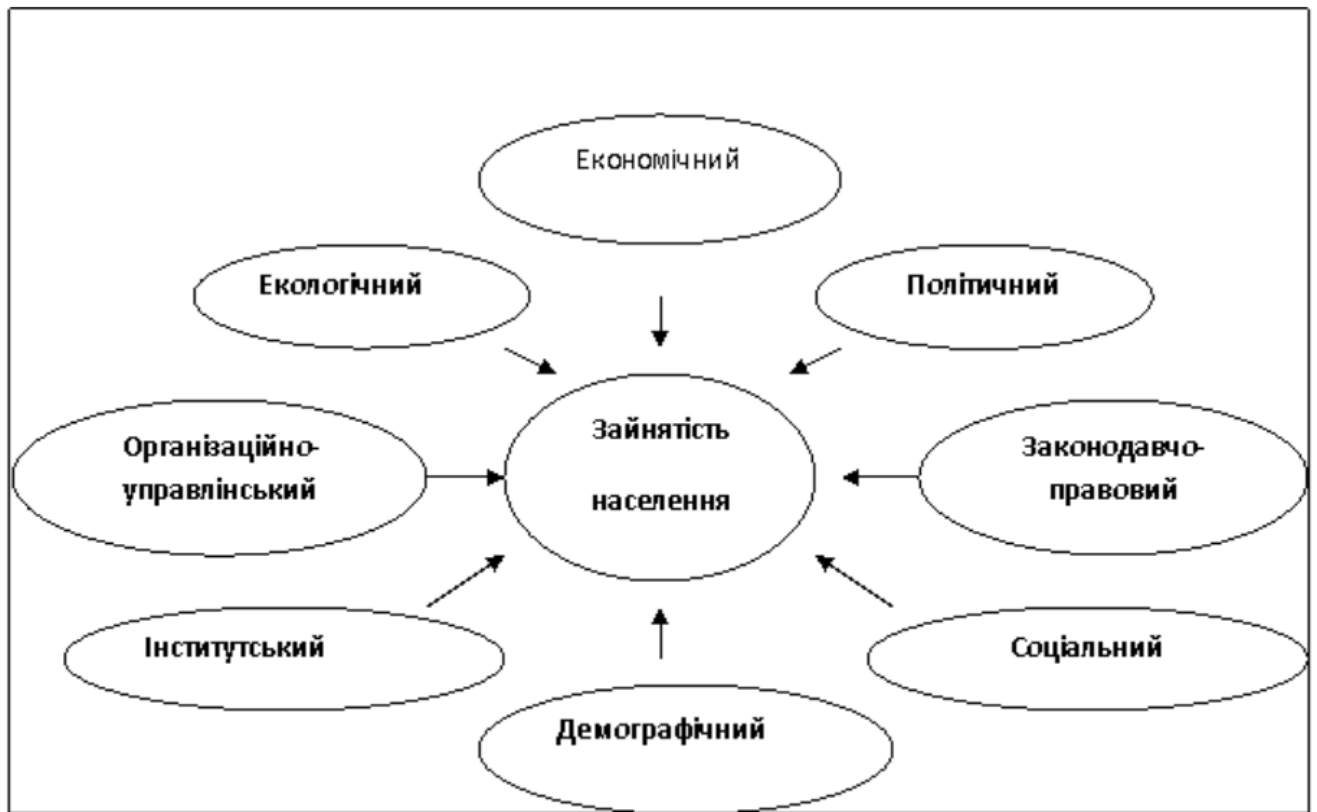 Економічний
Екологічний
Політичний
Зайнятість
населення
Організаційно-
управлінський
Законодавчо-
правовий
Інститутський
Соціальний
Демографічний